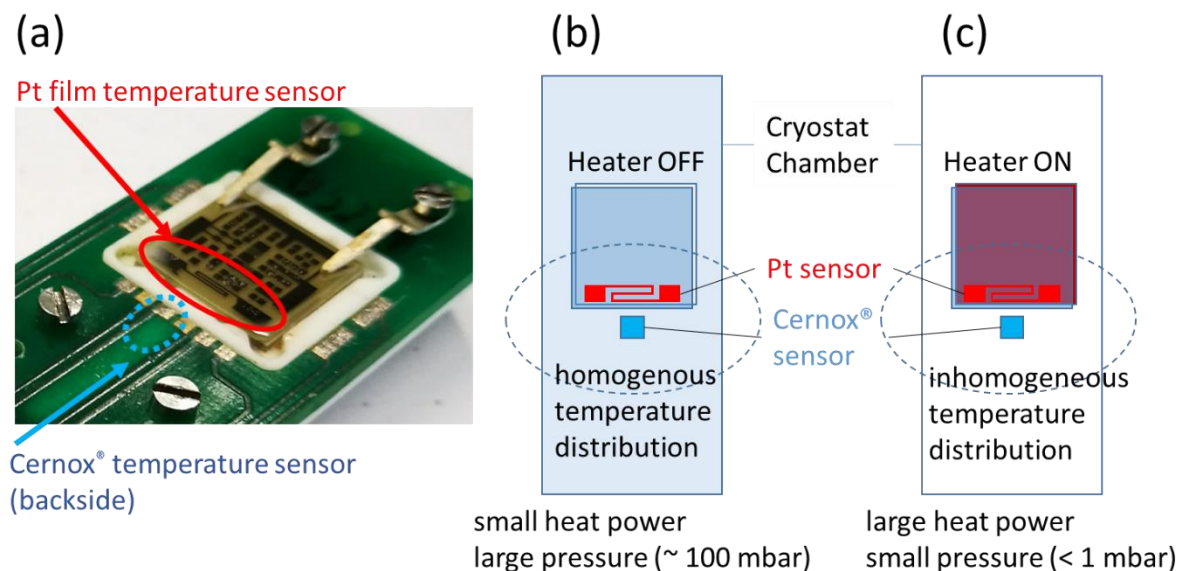 (a)
Pt film temperature sensor
Cernox® temperature sensor
(backside)
(b)
Heater OFF
homogenous
temperature
distribution
small heat power
large pressure (~ 100 mbar)
Cryostat
Chamber
Pt sensor
Cernox®
sensor
(c)
Heater ON
inhomogeneous
temperature
distribution
large heat power
small pressure (< 1 mbar)